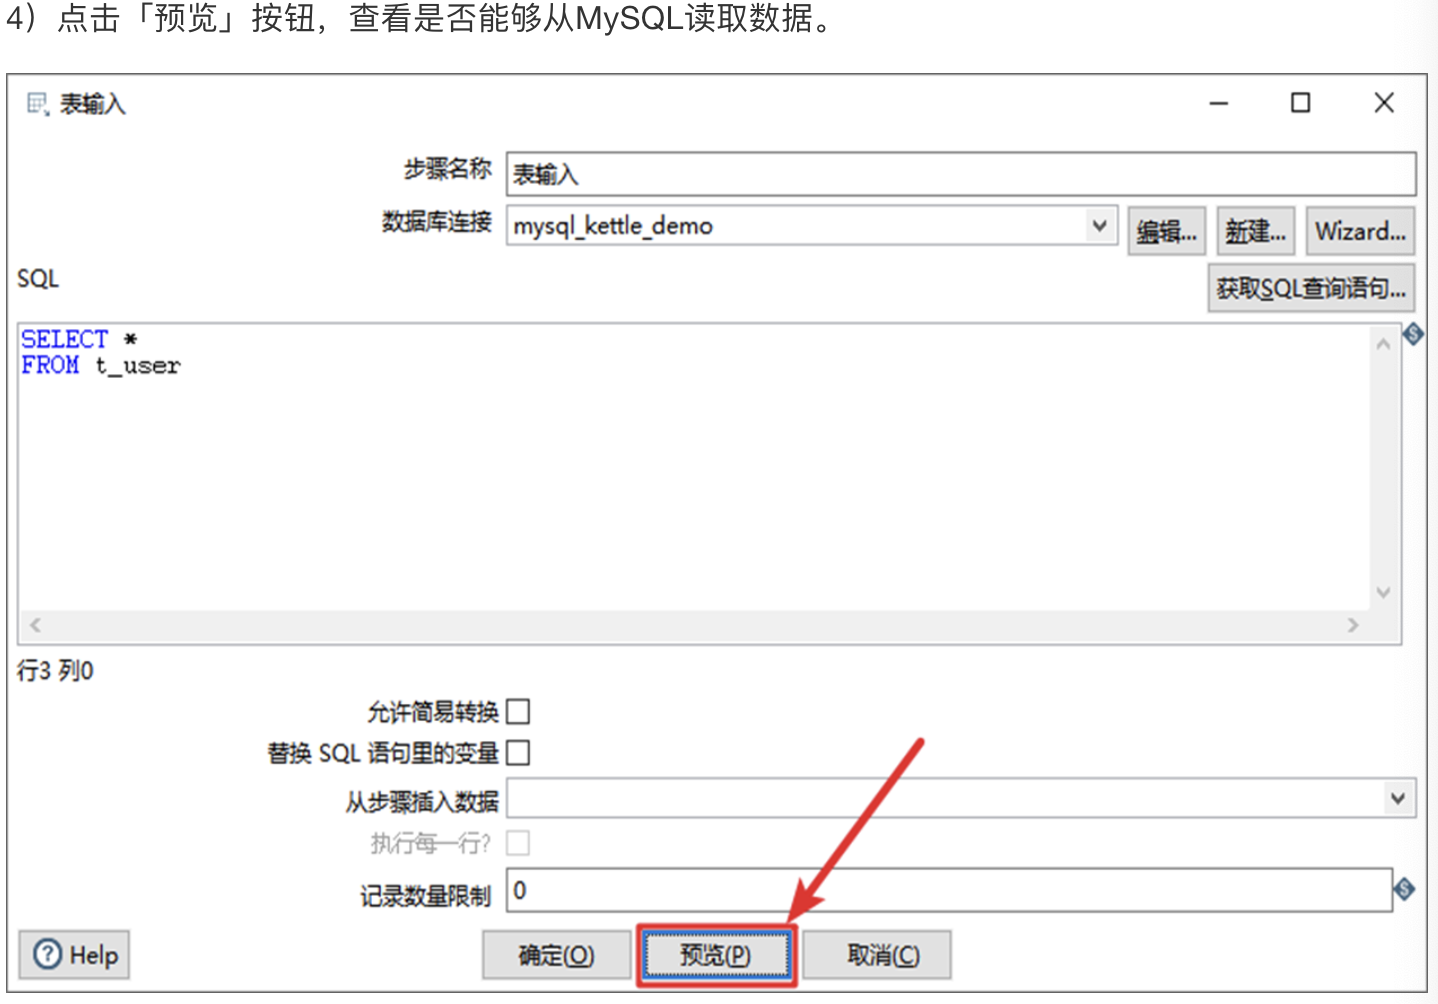 4）点击「预览」按钮，查看是否能够从MySQL读取数据。
表输入
步骤名称 表输入
数据库连接 mysql_kettle_demo 编辑... 新建... Wizard...
SQL 获取SQL查询语句...
SELECT *
FROM t_user
行3 列0
允许简易转换
替换 SQL 语句里的变量
从步骤插入数据
执行每一行?
记录数量限制 0
Help 确定(O) 预览(P) 取消(C)